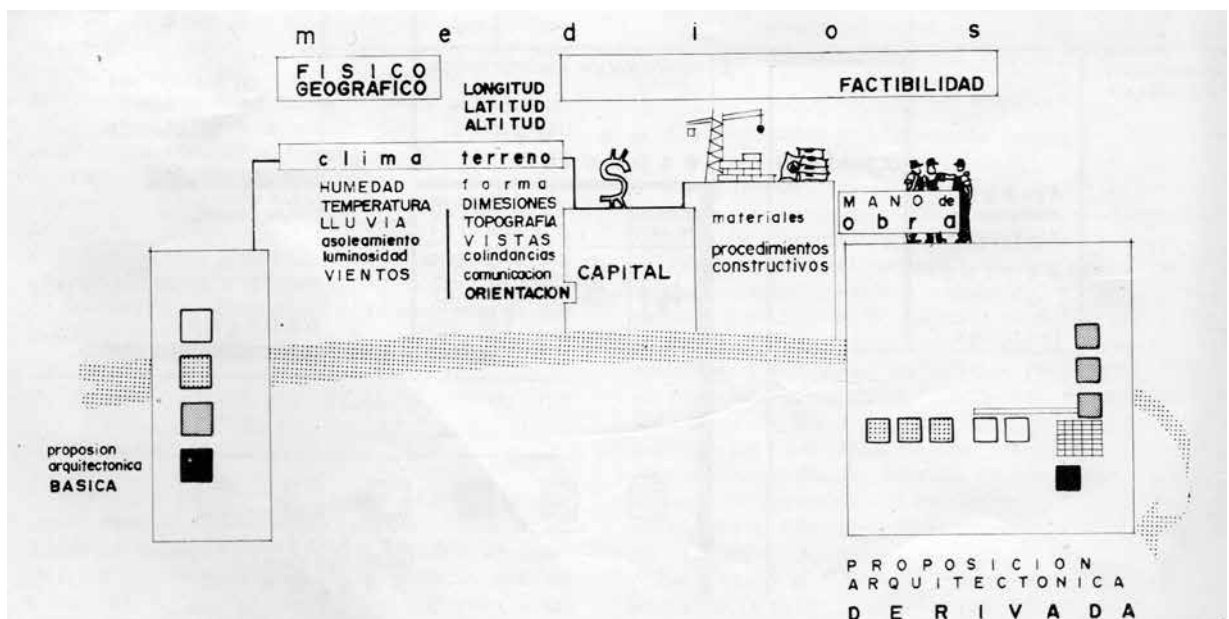 medios
FISICO
GEOGRAFICO
LONGITUD
LATITUD
ALTITUD
FACTIBILIDAD
clima terreno
HUMEDAD
TEMPERATURA
LLUVIA
asoleamiento
luminosidad
VIENTOS
forma
DIMESIONES
TOPOGRAFIA
VISTAS
colindancias
comunicacion
ORIENTACION
$
CAPITAL
materiales
procedimientos
constructivos
MANO de
obra
proposion
arquitectonica
BASICA
PROPOSICION
ARQUITECTONICA
DERIVADA